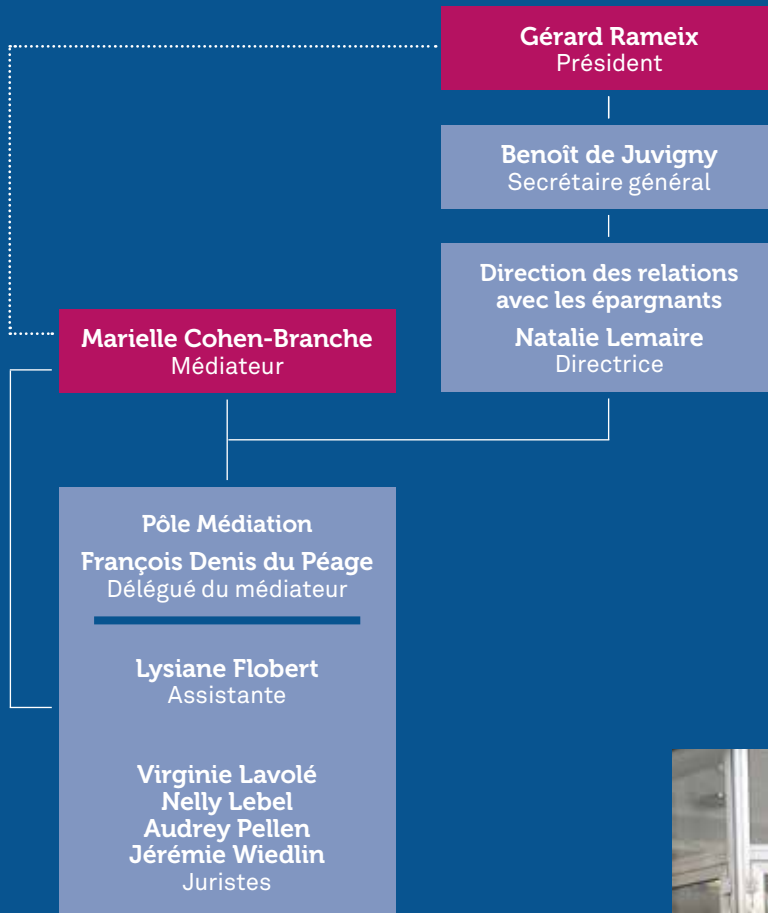 Gérard Rameix
Président
Benoît de Juvigny
Secrétaire général
Direction des relations
avec les épargnants
Natalie Lemaire
Directrice
Marielle Cohen-Branche
Médiateur
Pôle Médiation
François Denis du Péage
Délégué du médiateur
Lysiane Flobert
Assistante
Virginie Lavolé
Nelly Lebel
Audrey Pellen
Jérémie Wiedlin
Juristes